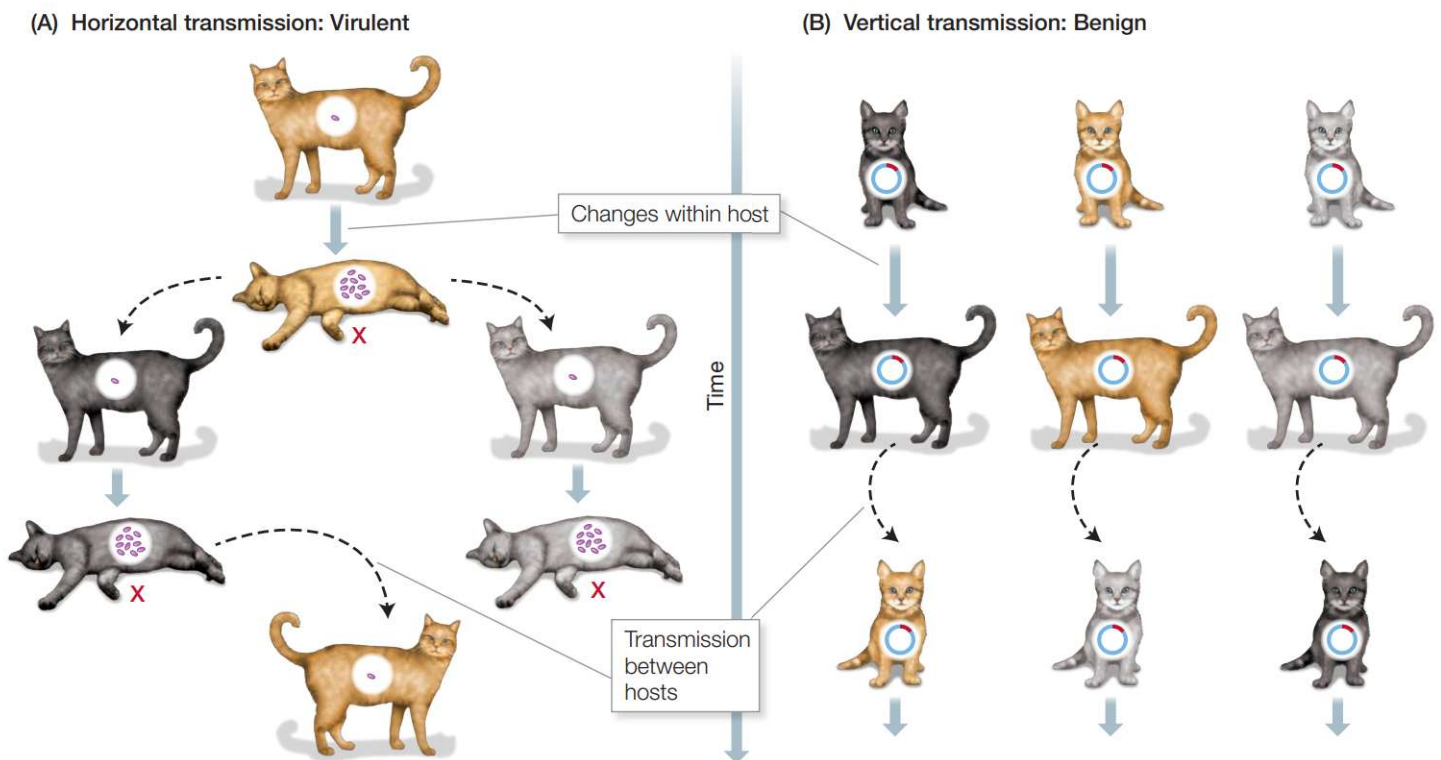 (A) Horizontal transmission: Virulent
(B) Vertical transmission: Benign
Changes within host
X
Time
X
X
Transmission
between
hosts